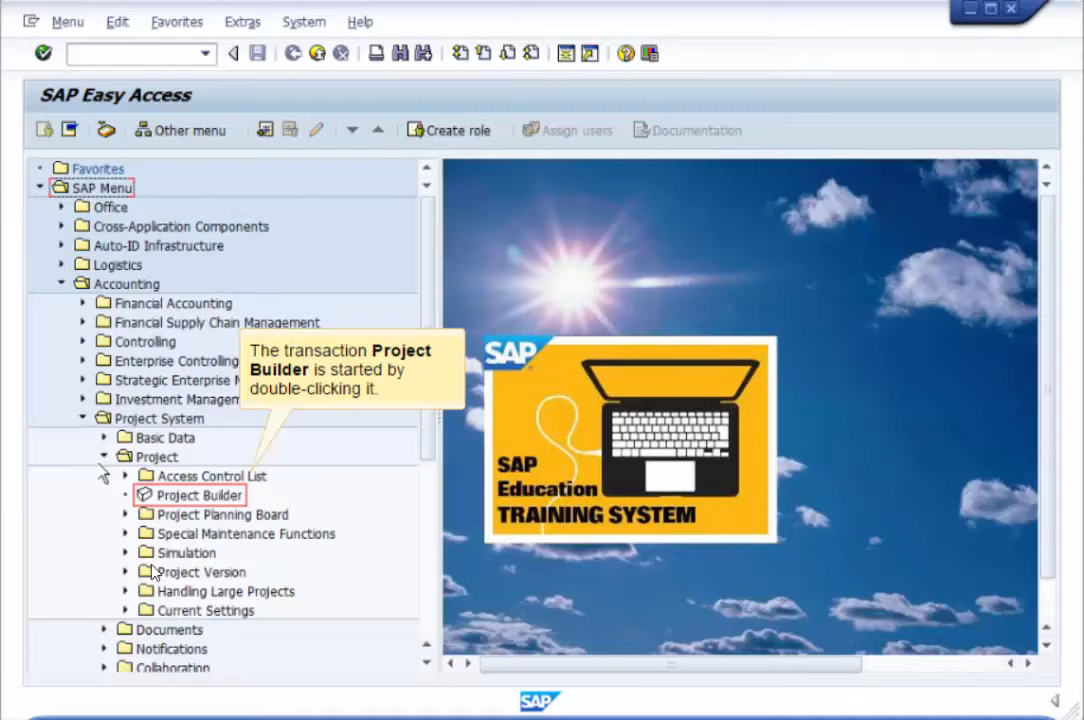 Menu Edit Favorites Extras System Help
SAP Easy Access
Other menu Create role Assign users Documentation
Favorites
SAP Menu
Office
Cross-Application Components
Auto-ID Infrastructure
Logistics
Accounting
Financial Accounting
Financial Supply Chain Management
Controlling
Enterprise Controlling
Strategic Enterprise M
Investment Managem
Project System
Basic Data
Project
Access Control List
Project Builder
Project Planning Board
Special Maintenance Functions
Simulation
Project Version
Handling Large Projects
Current Settings
Documents
Notifications
Collaboration
The transaction Project
Builder is started by
double-clicking it.
SAP
SAP
Education
TRAINING SYSTEM
SAP